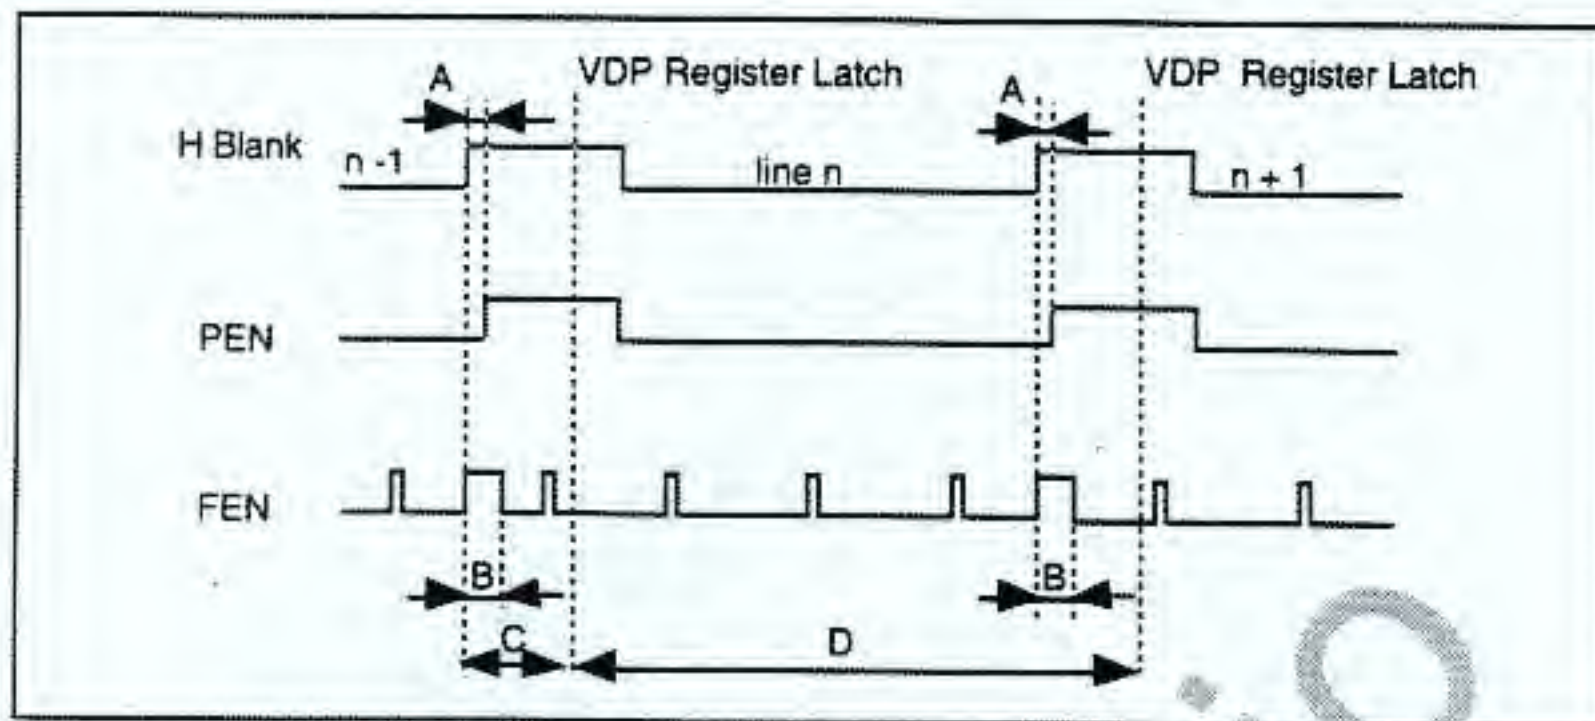 A VDP Register Latch A VDP Register Latch
H Blank n -1 line n n + 1
PEN
FEN
B B
C D